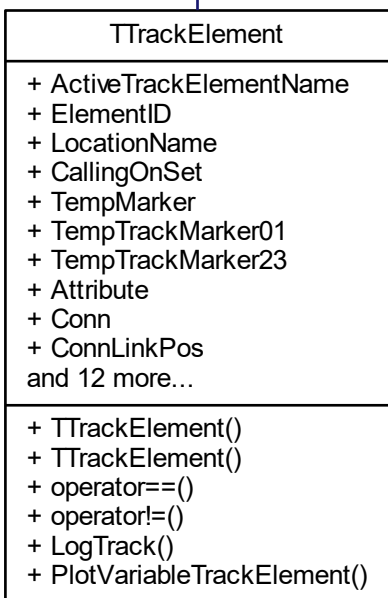 TTrackElement
+ ActiveTrackElementName
+ ElementID
+ LocationName
+ CallingOnSet
+ TempMarker
+ TempTrackMarker01
+ TempTrackMarker23
+ Attribute
+ Conn
+ ConnLinkPos
and 12 more...
+ TTrackElement()
+ TTrackElement()
+ operator==()
+ operator!=()
+ LogTrack()
+ PlotVariableTrackElement()